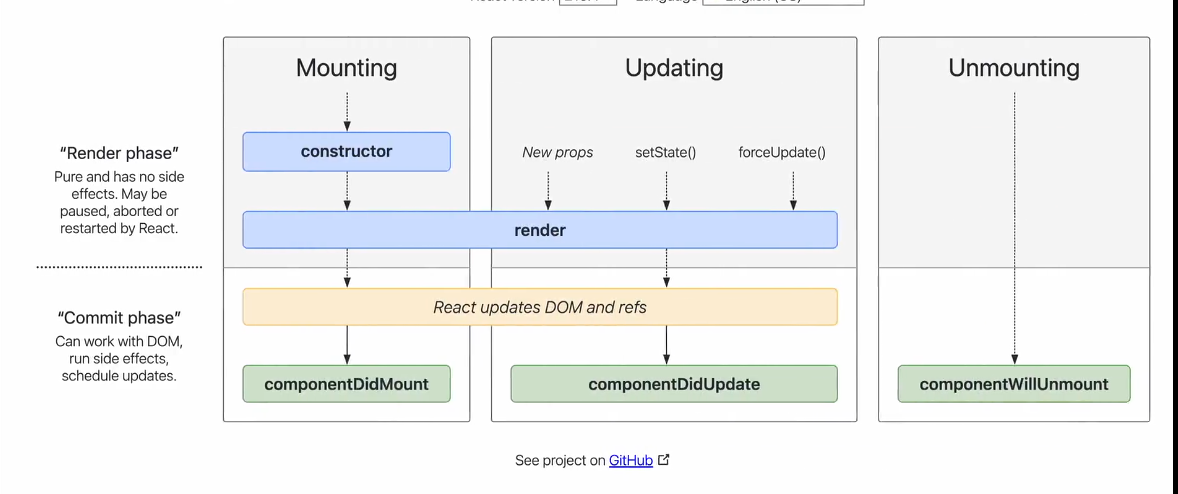 Mounting
Updating
Unmounting
"Render phase"
Pure and has no side
effects. May be
paused, aborted or
restarted by React.
constructor
New props
setState()
forceUpdate()
render
"Commit phase"
Can work with DOM,
run side effects,
schedule updates.
React updates DOM and refs
componentDidMount
componentDidUpdate
componentWillUnmount
See project on GitHub